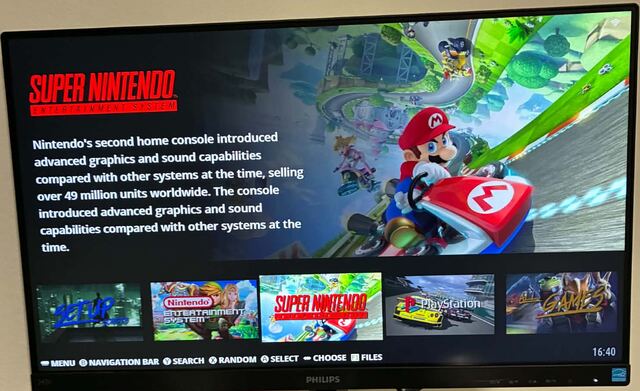 SUPER NINTENDO
ENTERTAINMENT SYSTEM
Nintendo's second home console introduced
advanced graphics and sound capabilities
compared with other systems at the time, selling
over 49 million units worldwide. The console
introduced advanced graphics and sound
capabilities compared with other systems at the
time.
M
M
SETUP
Nintendo
ENTERTAINMENT
SYSTEM
SUPER NINTENDO
PlayStation
GAMES
16:40
MENU NAVIGATION BAR Y SEARCH X RANDOM A SELECT CHOOSE FILES
PHILIPS